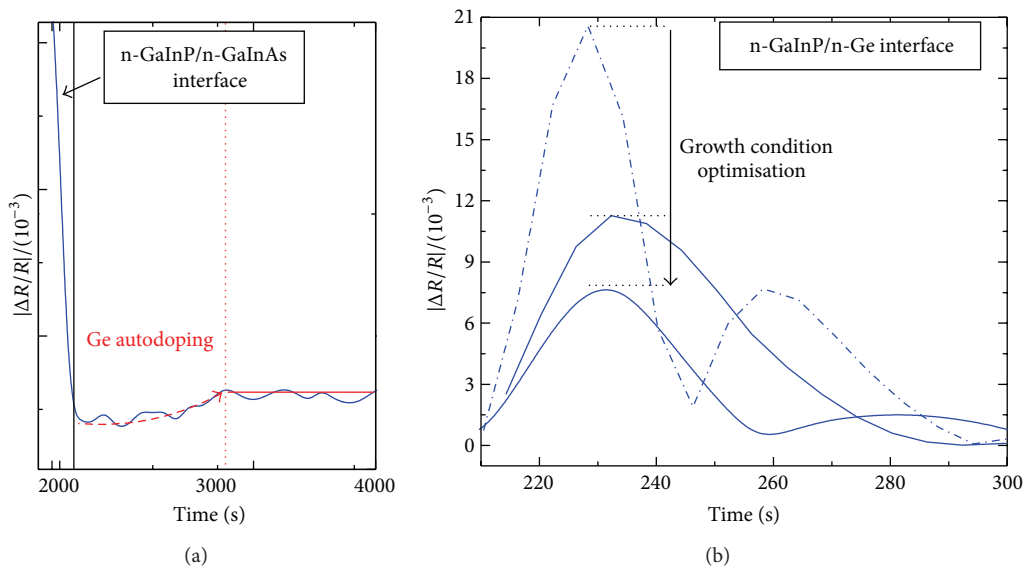 n-GaInP/n-GaInAs
interface
|ΔR/R|/(10⁻³)
Ge autodoping
2000 3000 4000
Time (s)
(a)
21
18
15
12
9
6
3
0
n-GaInP/n-Ge interface
Growth condition
optimisation
|ΔR/R|/(10⁻³)
220 240 260 280 300
Time (s)
(b)